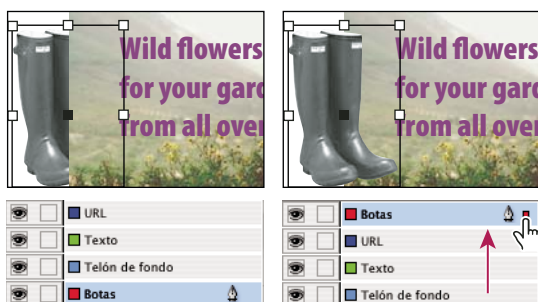 Wild flowers
for your gard
from all over
Wild flowers
for your gard
from all over
URL
Texto
Telón de fondo
Botas
Botas
URL
Texto
Telón de fondo